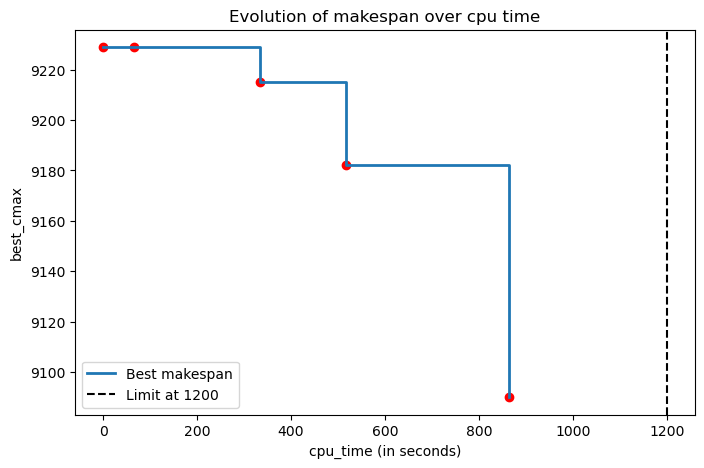 Evolution of makespan over cpu time
best_cmax
9220
9200
9180
9160
9140
9120
9100
Best makespan
Limit at 1200
0
200
400
600
800
1000
1200
cpu_time (in seconds)